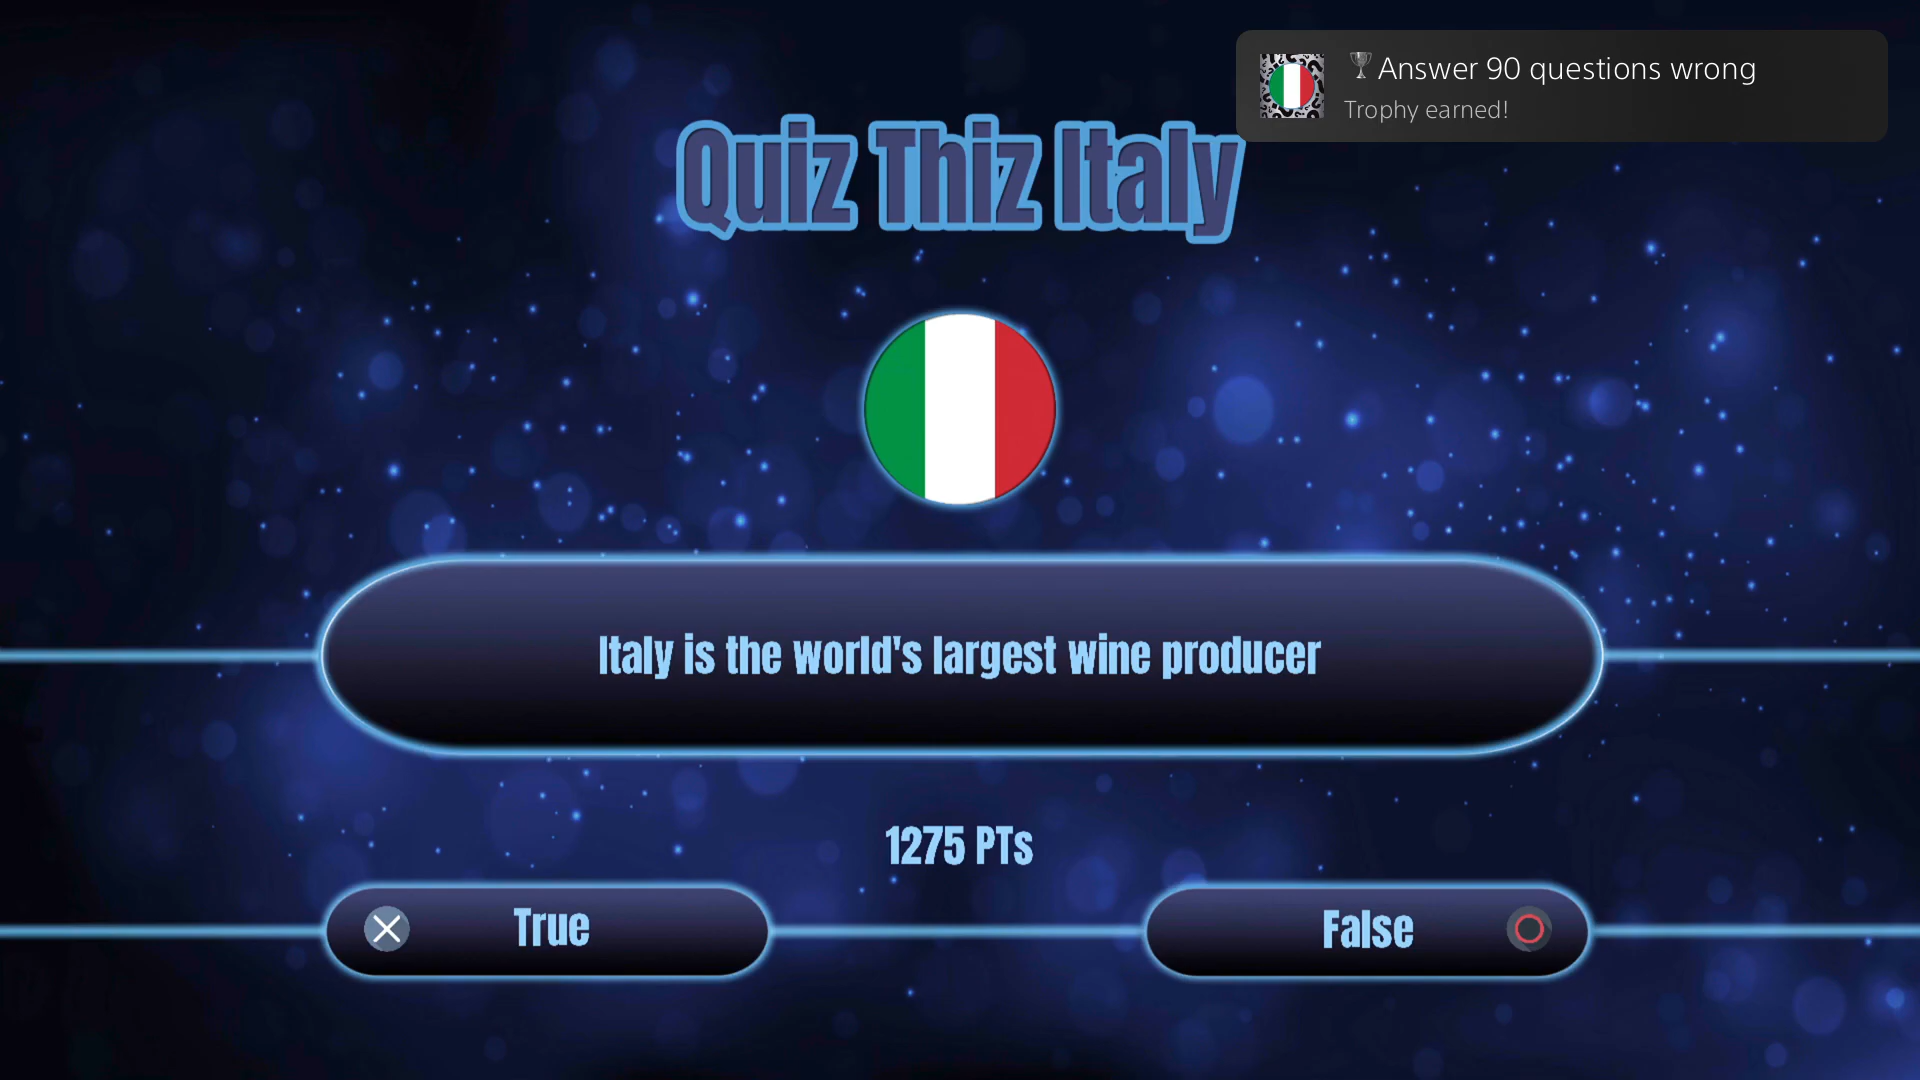 Answer 90 questions wrong
Trophy earned!
Quiz Thiz Italy
Italy is the world's largest wine producer
1275 PTs
True
False